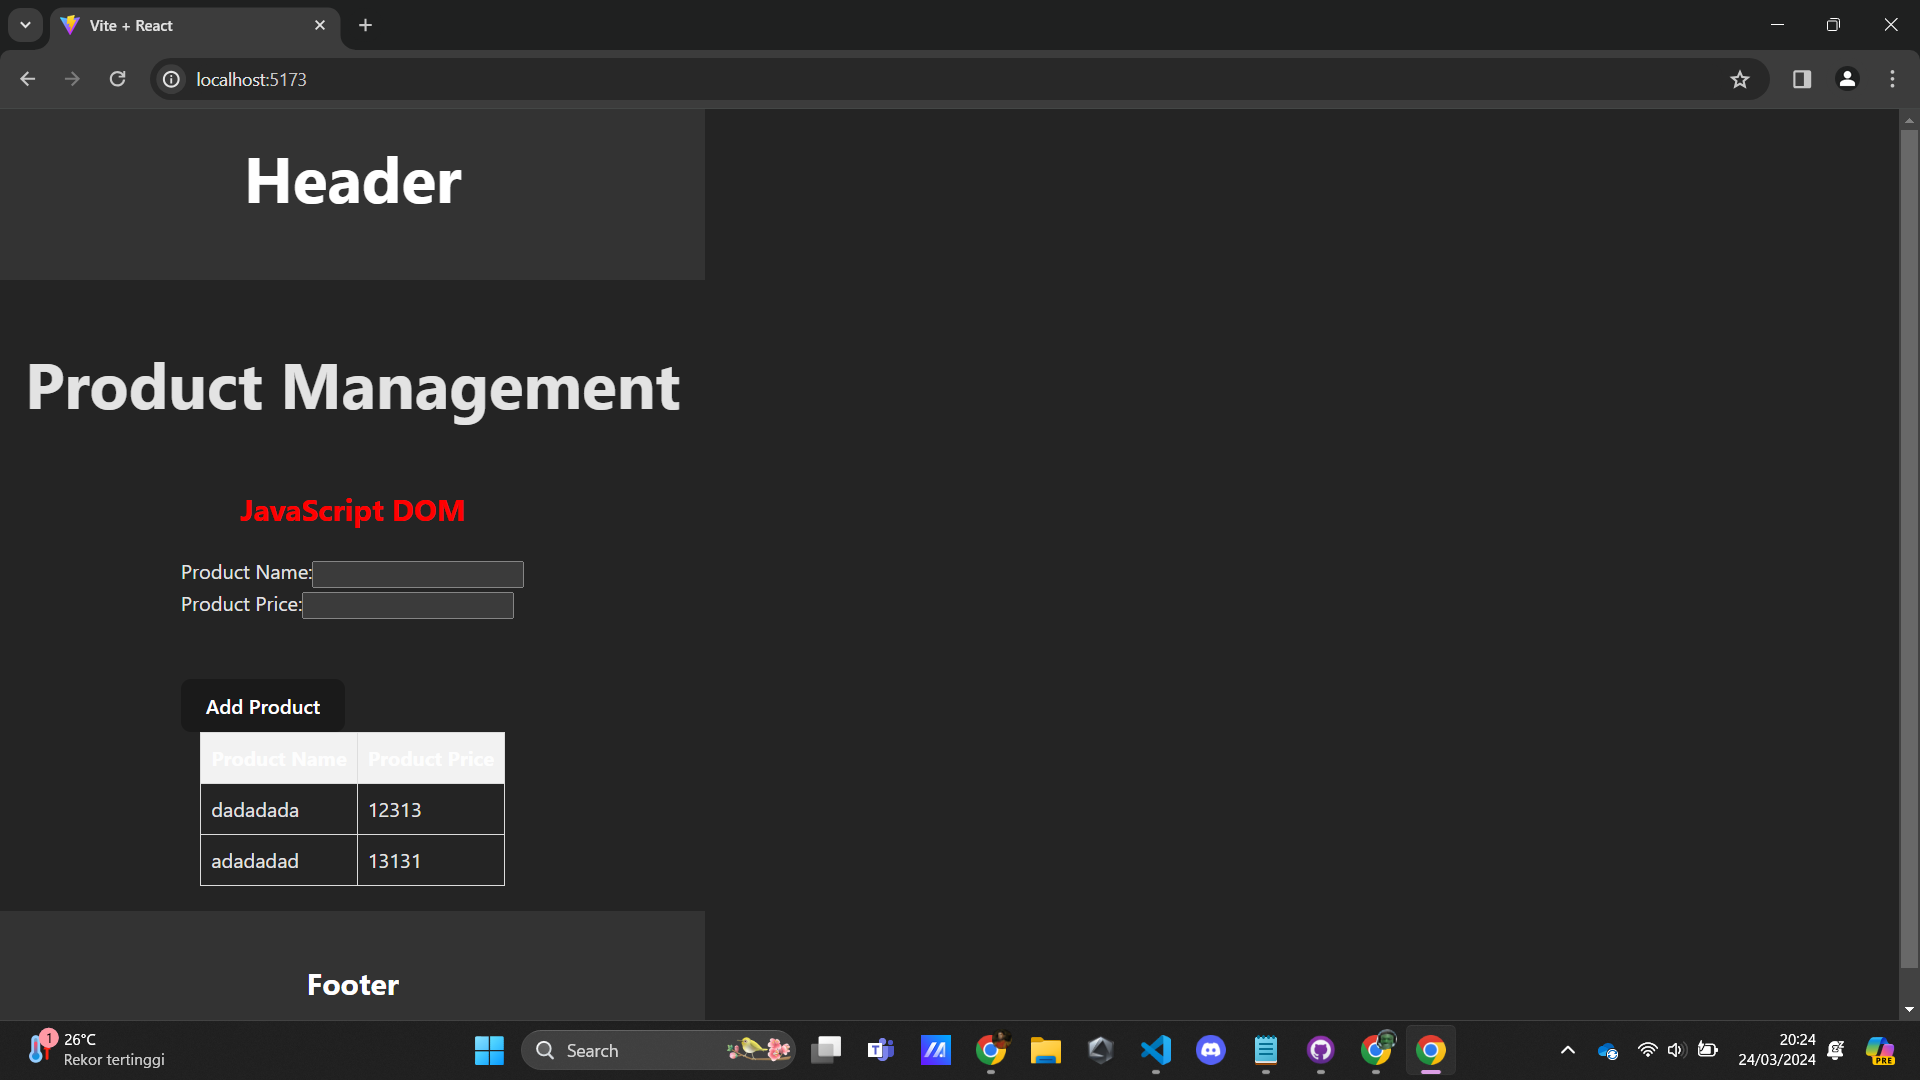 Vite + React
localhost:5173
Header
Product Management
JavaScript DOM
Product Name:
Product Price:
Add Product
Product Name Product Price
dadadada 12313
adadadad 13131
Footer
1
26°C
Rekor tertinggi
Search
T
PRE
20:24
24/03/2024